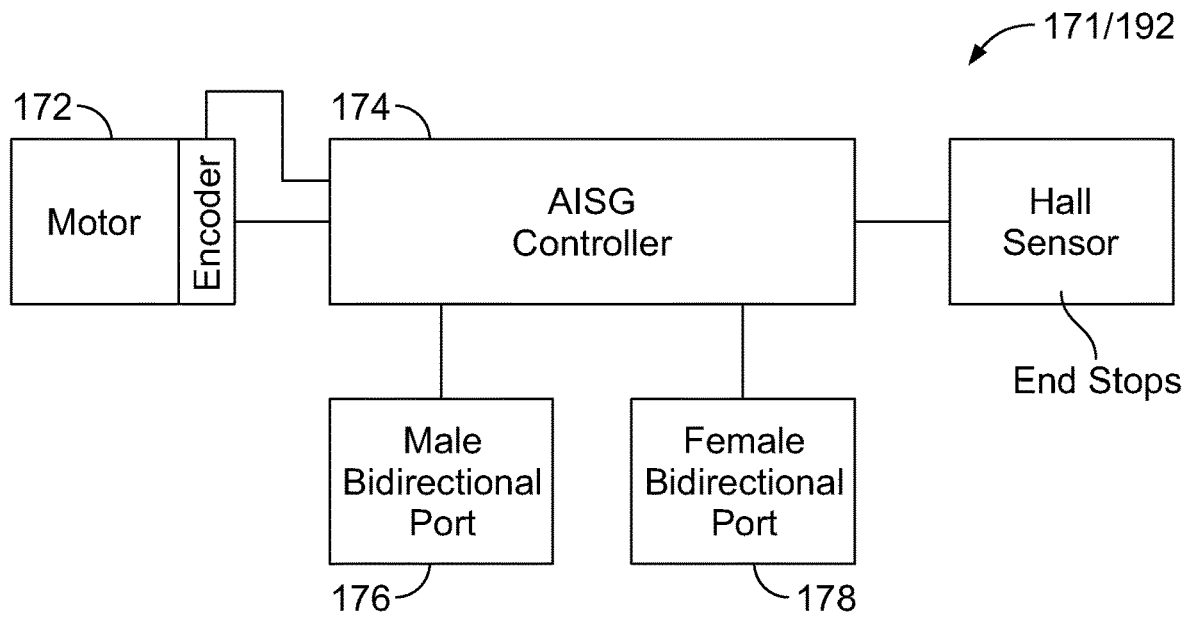 171/192
172
174
Motor
Encoder
AISG
Controller
Hall
Sensor
End Stops
Male
Bidirectional
Port
Female
Bidirectional
Port
176
178